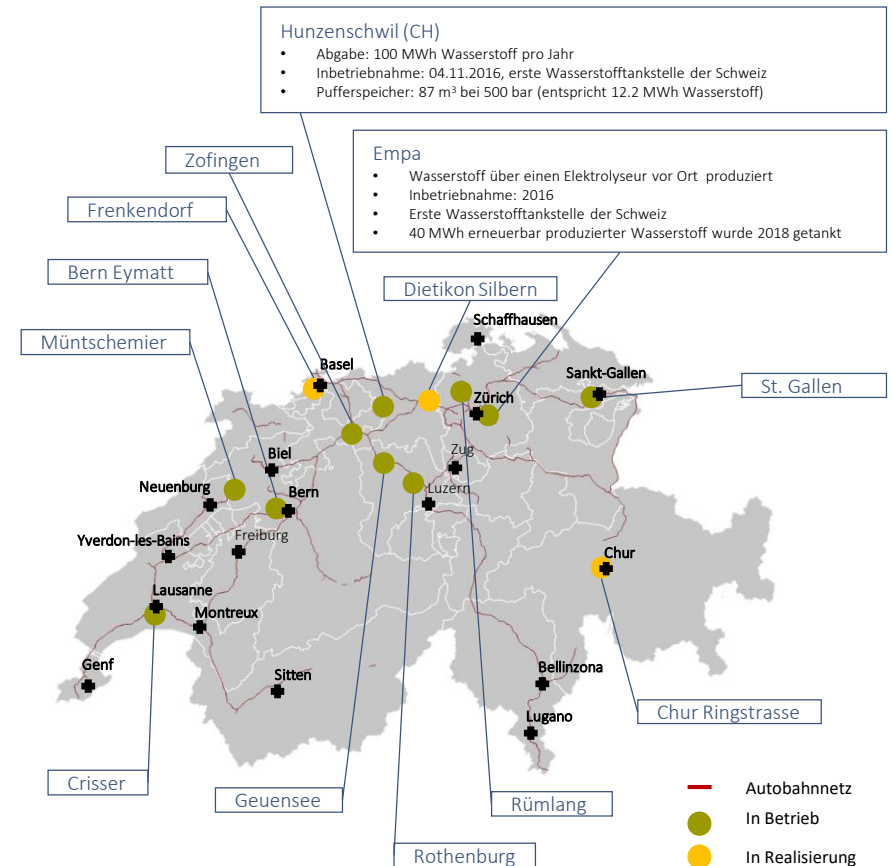 Hunzenschwil (CH)
• Abgabe: 100 MWh Wasserstoff pro Jahr
• Inbetriebnahme: 04.11.2016, erste Wasserstofftankstelle der Schweiz
• Pufferspeicher: 87 m³ bei 500 bar (entspricht 12.2 MWh Wasserstoff)
Zofingen
Empa
• Wasserstoff über einen Elektrolyseur vor Ort produziert
• Inbetriebnahme: 2016
• Erste Wasserstofftankstelle der Schweiz
• 40 MWh erneuerbar produzierter Wasserstoff wurde 2018 getankt
Frenkendorf
Bern Eymatt
Dietikon Silbern
Müntschemier
Schaffhausen
Basel
Sankt-Gallen
St. Gallen
Zürich
Biel
Zug
Neuenburg
Bern
Luzern
Freiburg
Yverdon-les-Bains
Chur
Lausanne
Montreux
Genf
Sitten
Bellinzona
Lugano
Chur Ringstrasse
Crisser
Geuensee
Rümlang
Rothenburg
Autobahnnetz
In Betrieb
In Realisierung